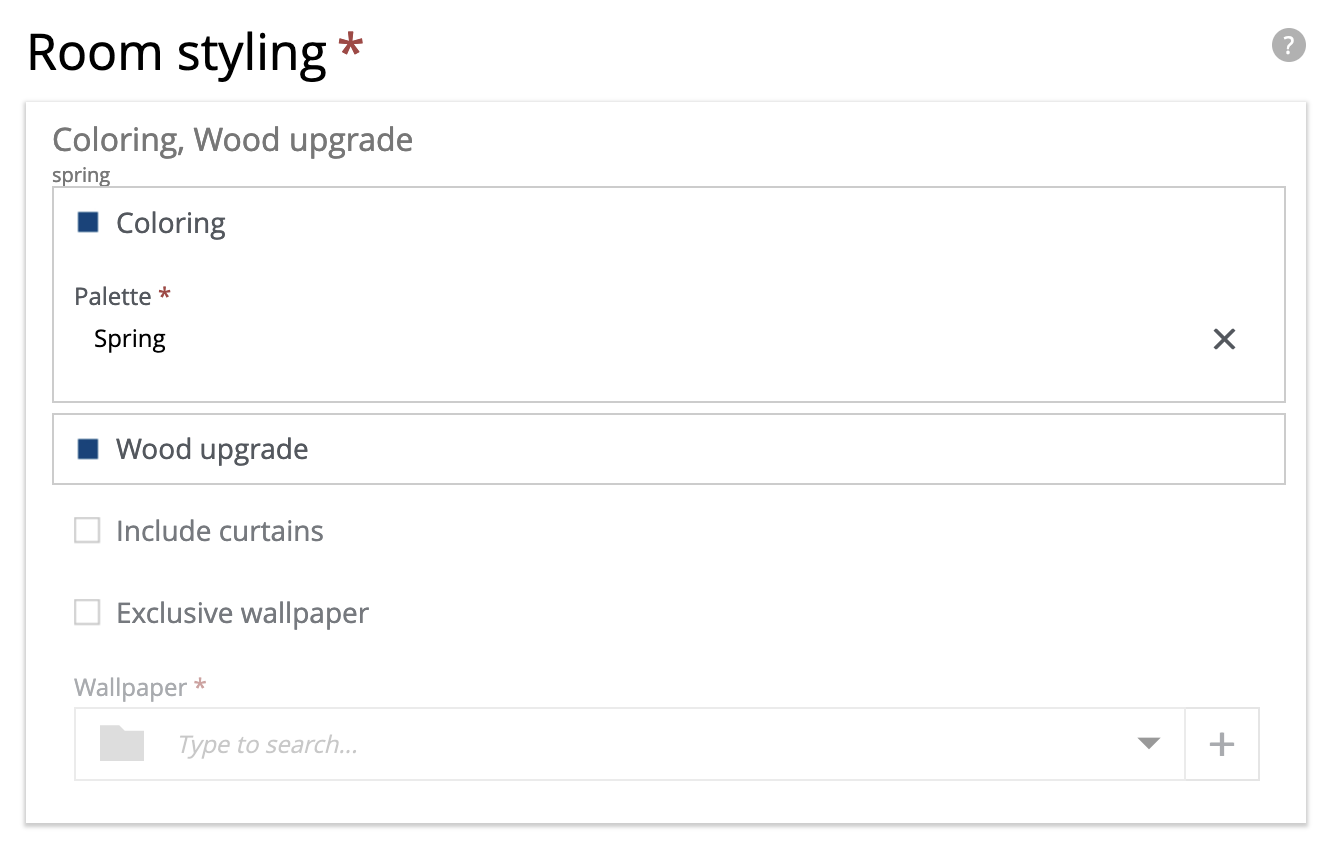 Room styling *
?
Coloring, Wood upgrade
spring
Coloring
Palette *
Spring
Wood upgrade
Include curtains
Exclusive wallpaper
Wallpaper *
Type to search...